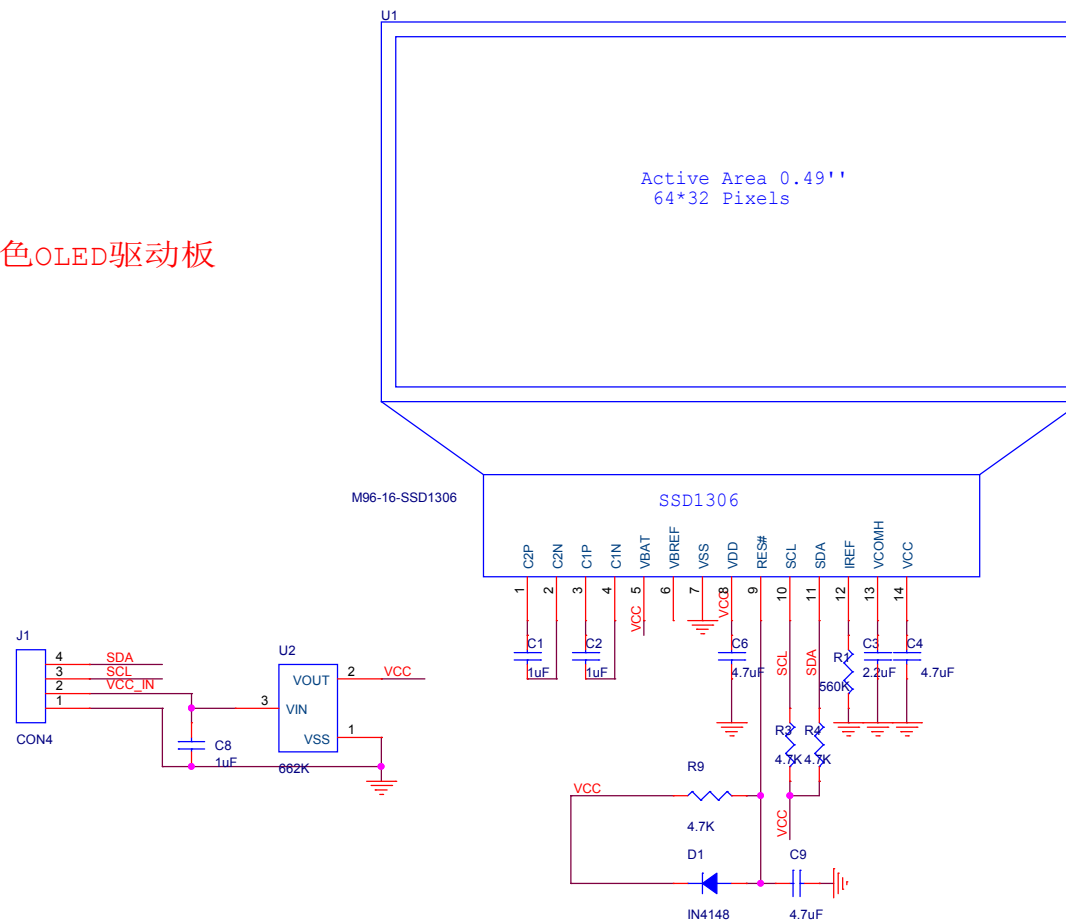 U1
Active Area 0.49''
64*32 Pixels
色OLED驱动板
M96-16-SSD1306
SSD1306
C2P
C2N
C1P
C1N
VBAT
VBREF
VSS
VDD
RES#
SCL
SDA
IREF
VCOMH
VCC
1
2
3
4
5
6
7
8
9
10
11
12
13
14
VCC
VCC
C1
1uF
C2
1uF
C6
4.7uF
SCL
SDA
R1
560K
C3
2.2uF
C4
4.7uF
J1
4 SDA
3 SCL
2 VCC_IN
1
CON4
C8
1uF
U2
VOUT 2 VCC
3 VIN
VSS 1
662K
R3
4.7K
R4
4.7K
VCC
R9
4.7K
VCC
D1
IN4148
C9
4.7uF